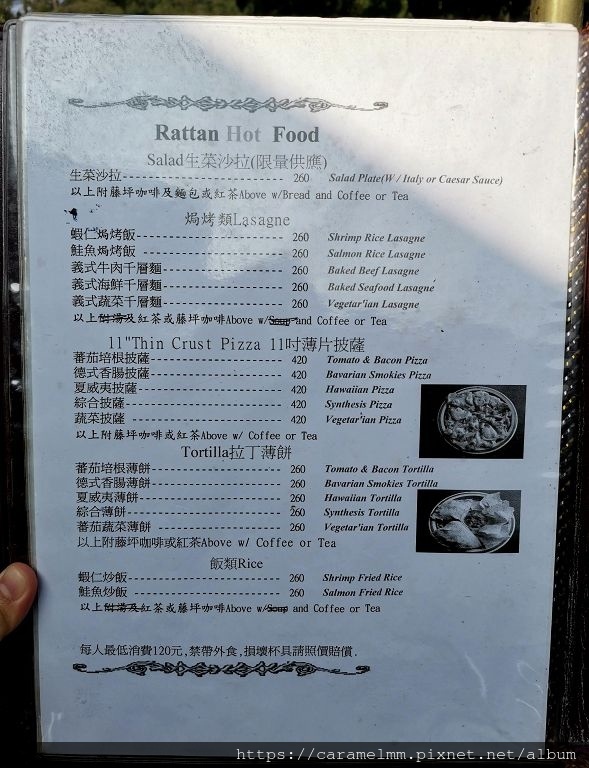 Rattan Hot Food
Salad生菜沙拉(限量供應)
生菜沙拉------------------------ 260 Salad Plate(W / Italy or Caesar Sauce)
以上附藤坪咖啡及麵包或紅茶Above w/Bread and Coffee or Tea
焗烤類Lasagne
蝦仁焗烤飯---------------------- 260 Shrimp Rice Lasagne
鮭魚焗烤飯 --------------------- 260 Salmon Rice Lasagne
義式牛肉千層麵------------------ 260 Baked Beef Lasagne
義式海鮮千層麵------------------ 260 Baked Seafood Lasagne
義式蔬菜千層麵------------------ 260 Vegetar'ian Lasagne
以上附湯及紅茶或藤坪咖啡Above w/Soup and Coffee or Tea
11"Thin Crust Pizza 11吋薄片披薩
蕃茄培根披薩-------------------- 420 Tomato & Bacon Pizza
德式香腸披薩-------------------- 420 Bavarian Smokies Pizza
夏威夷披薩---------------------- 420 Hawaiian Pizza
綜合披薩------------------------ 420 Synthesis Pizza
蔬菜披薩 ----------------------- 420 Vegetar'ian Pizza
以上附藤坪咖啡或紅茶Above w/ Coffee or Tea
Tortilla拉丁薄餅
蕃茄培根薄餅-------------------- 260 Tomato & Bacon Tortilla
德式香腸薄餅-------------------- 260 Bavarian Smokies Tortilla
夏威夷薄餅---------------------- 260 Hawaiian Tortilla
綜合薄餅------------------------ 260 Synthesis Tortilla
蕃茄蔬菜薄餅 ------------------- 260 Vegetar'ian Tortilla
以上附藤坪咖啡或紅茶Above w/ Coffee or Tea
飯類Rice
蝦仁炒飯------------------------ 260 Shrimp Fried Rice
鮭魚炒飯 ----------------------- 260 Salmon Fried Rice
以上附湯及紅茶或藤坪咖啡Above w/Soup and Coffee or Tea
每人最低消費120元,禁帶外食,損壞杯具請照價賠償.
https://caramelmm.pixnet.net/album